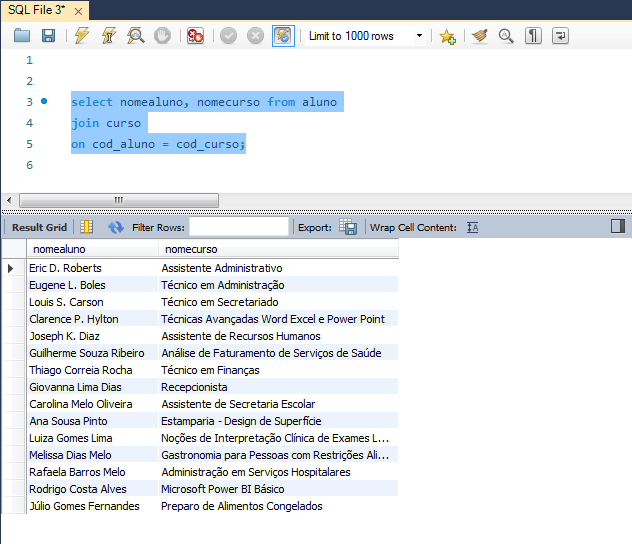 SQL File 3*
Limit to 1000 rows
1
2
3 select nomealuno, nomecurso from aluno
4 join curso
5 on cod_aluno = cod_curso;
6
Result Grid Filter Rows: Export: Wrap Cell Content: IA
nomealuno nomecurso
Eric D. Roberts Assistente Administrativo
Eugene L. Boles Técnico em Administração
Louis S. Carson Técnico em Secretariado
Clarence P. Hylton Técnicas Avançadas Word Excel e Power Point
Joseph K. Diaz Assistente de Recursos Humanos
Guilherme Souza Ribeiro Análise de Faturamento de Serviços de Saúde
Thiago Correia Rocha Técnico em Finanças
Giovanna Lima Dias Recepcionista
Carolina Melo Oliveira Assistente de Secretaria Escolar
Ana Sousa Pinto Estamparia - Design de Superfície
Luiza Gomes Lima Noções de Interpretação Clínica de Exames L...
Melissa Dias Melo Gastronomia para Pessoas com Restrições Ali...
Rafaela Barros Melo Administração em Serviços Hospitalares
Rodrigo Costa Alves Microsoft Power BI Básico
Júlio Gomes Fernandes Preparo de Alimentos Congelados